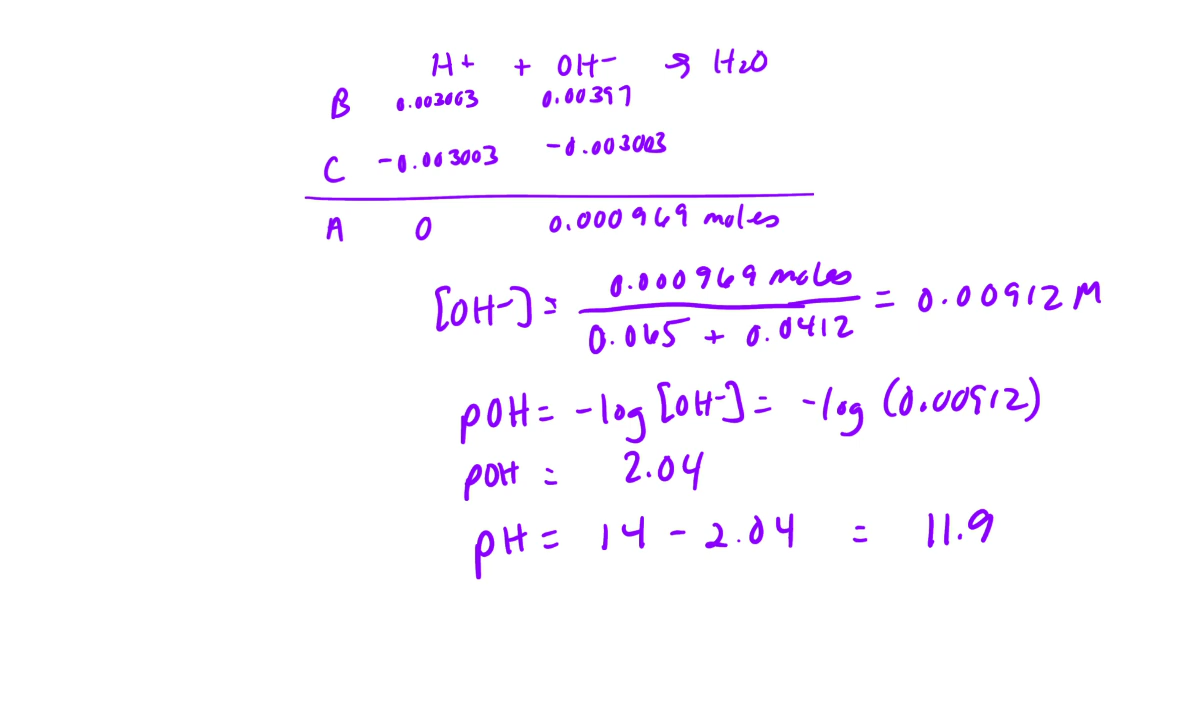 H+ + OH- → H2O
B 0.003003 0.00397
C -0.003003 -0.003003
A 0 0.000969 moles
[OH-] = 0.000969 moles / 0.065 + 0.0412 = 0.00912 M
pOH = -log [OH-] = -log (0.00912)
pOH = 2.04
pH = 14 - 2.04 = 11.9